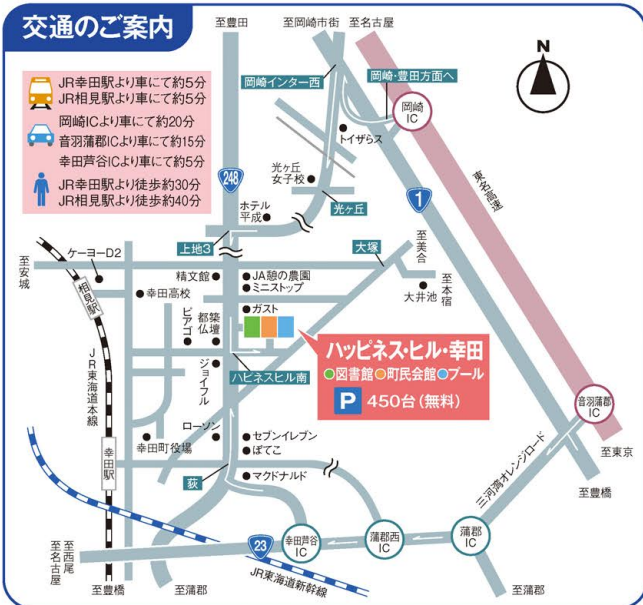 交通のご案内
JR幸田駅より車にて約5分
JR相見駅より車にて約5分
岡崎ICより車にて約20分
音羽蒲郡ICより車にて約15分
幸田芦谷ICより車にて約5分
JR幸田駅より徒歩約30分
JR相見駅より徒歩約40分
至豊田
至岡崎市街
至名古屋
N
岡崎インター西
岡崎・豊田方面へ
岡崎
IC
トイザらス
東名高速
248
光ヶ丘
女子校
1
ホテル
平成
光ヶ丘
上地3
至美合
大塚
ケーヨーD2
至安城
精文館
JA憩の農園
ミニストップ
至本宿
大井池
相見駅
幸田高校
ガスト
ピアゴ
都築
仏壇
JR東海道本線
ハッピネス・ヒル・幸田
図書館
町民会館
プール
P 450台(無料)
ジョイフル
ハピネスヒル南
音羽蒲郡
IC
ローソン
セブンイレブン
ぽてこ
幸田町役場
幸田駅
荻
マクドナルド
三河湾オレンジロード
至東京
至豊橋
至西尾
至名古屋
23
幸田芦谷
IC
蒲郡西
IC
蒲郡
IC
JR東海道新幹線
至豊橋
至蒲郡
至蒲郡